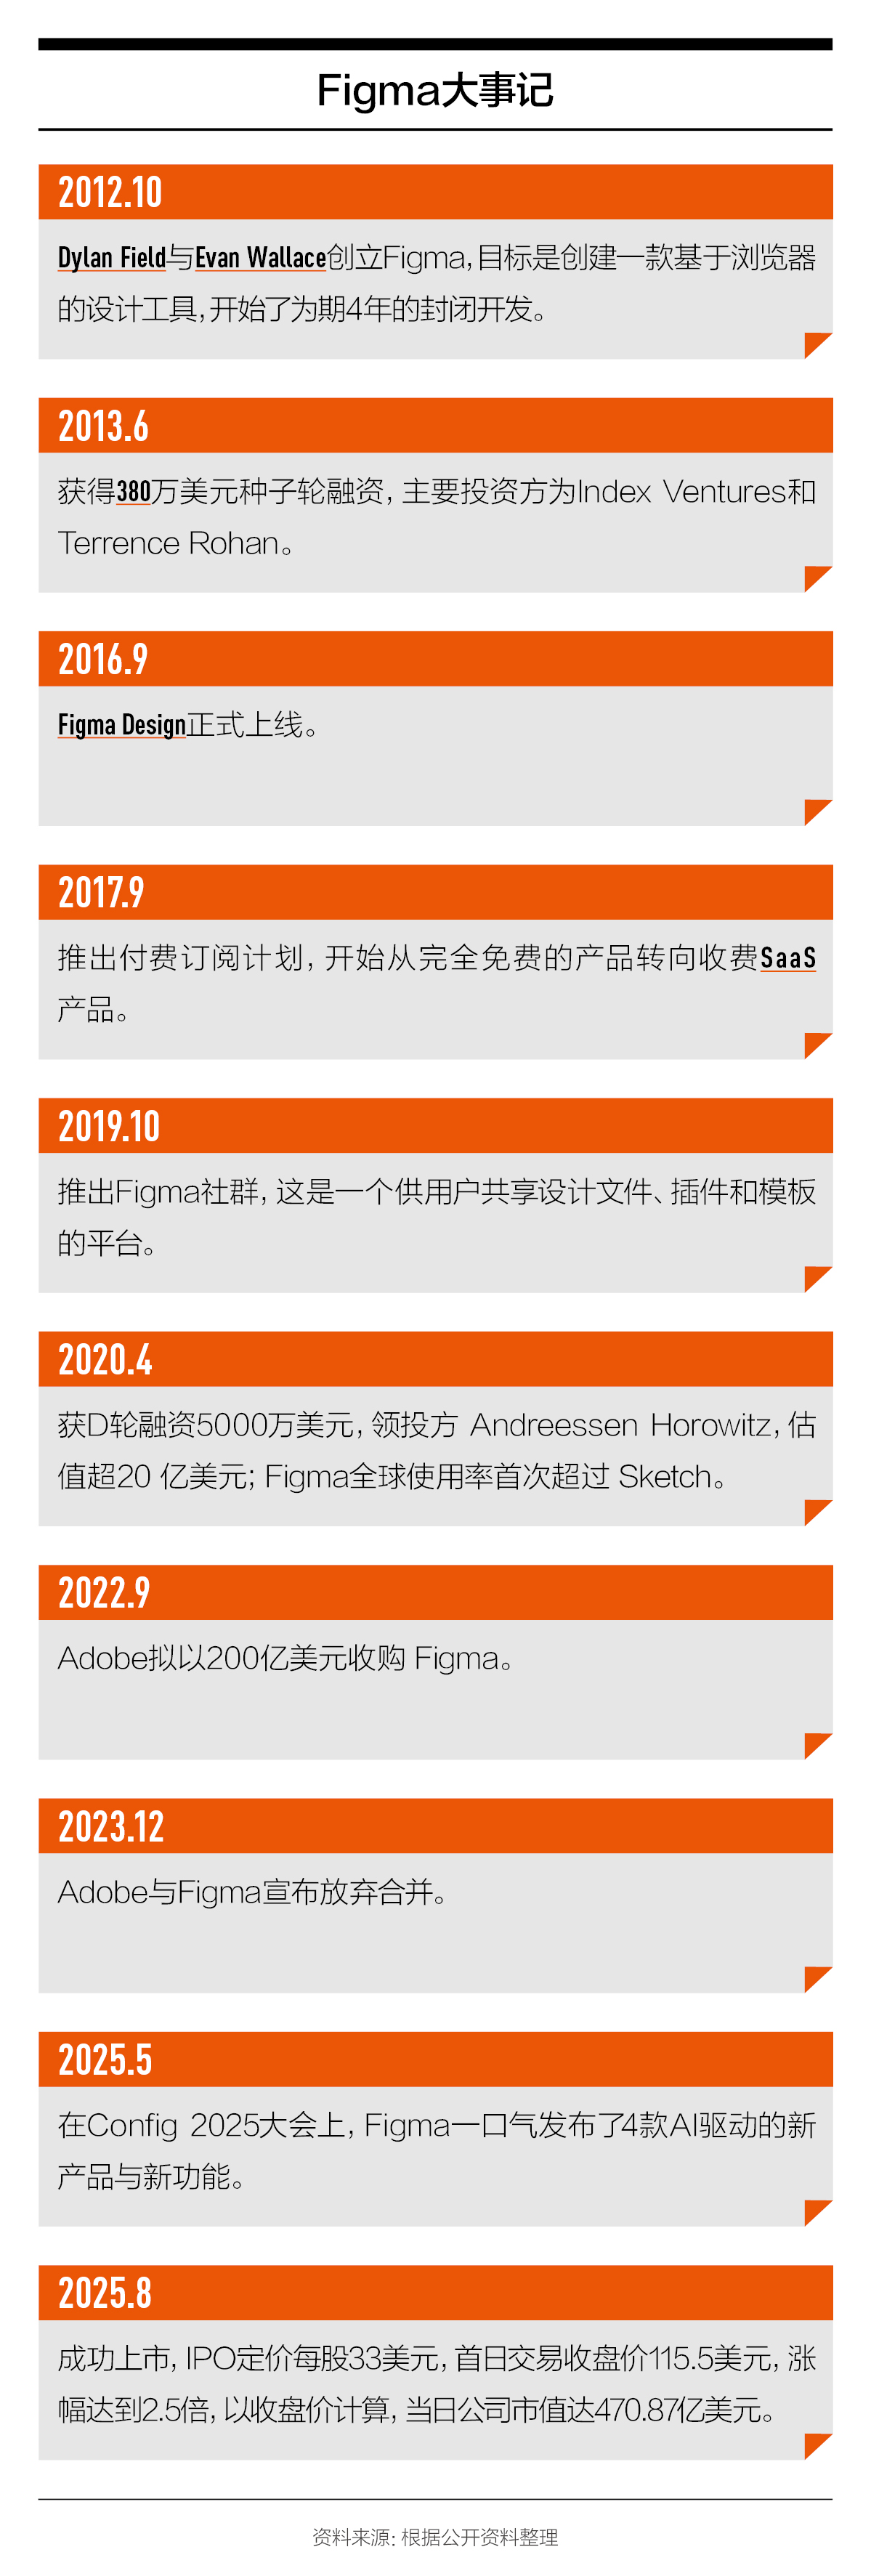 Figma大事记
2012.10
Dylan Field与Evan Wallace创立Figma,目标是创建一款基于浏览器
的设计工具,开始了为期4年的封闭开发。
2013.6
获得380万美元种子轮融资,主要投资方为Index Ventures和
Terrence Rohan。
2016.9
Figma Design正式上线。
2017.9
推出付费订阅计划,开始从完全免费的产品转向收费SaaS
产品。
2019.10
推出Figma社群,这是一个供用户共享设计文件、插件和模板
的平台。
2020.4
获D轮融资5000万美元,领投方 Andreessen Horowitz,估
值超20 亿美元; Figma全球使用率首次超过 Sketch。
2022.9
Adobe拟以200亿美元收购 Figma。
2023.12
Adobe与Figma宣布放弃合并。
2025.5
在Config 2025大会上,Figma一口气发布了4款AI驱动的新
产品与新功能。
2025.8
成功上市,IPO定价每股33美元,首日交易收盘价115.5美元,涨
幅达到2.5倍,以收盘价计算,当日公司市值达470.87亿美元。
资料来源:根据公开资料整理